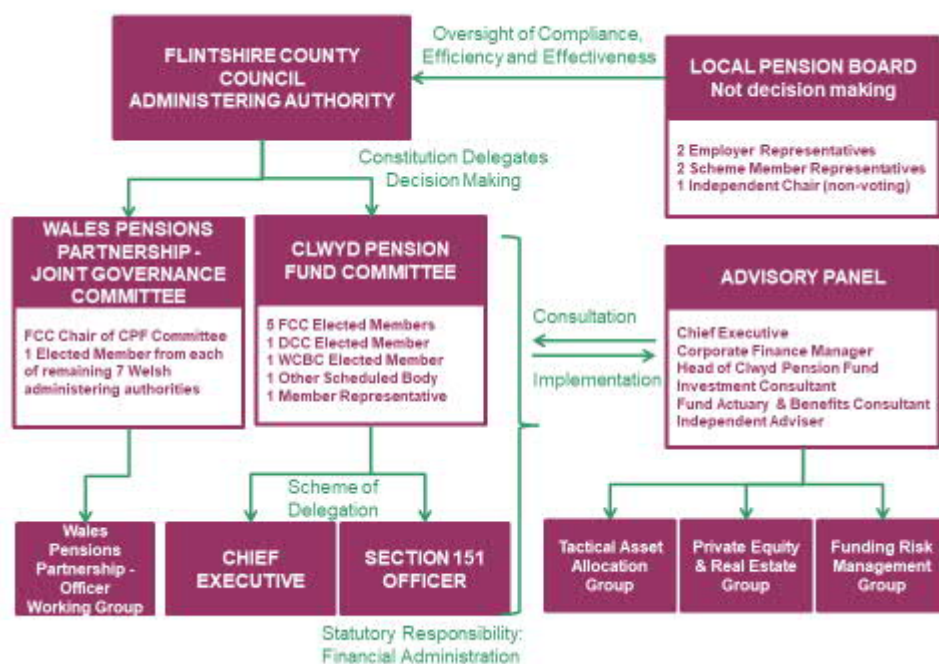 FLINTSHIRE COUNTY
COUNCIL
ADMINISTERING AUTHORITY
Oversight of Compliance,
Efficiency and Effectiveness
LOCAL PENSION BOARD
Not decision making
2 Employer Representatives
2 Scheme Member Representatives
1 Independent Chair (non-voting)
Constitution Delegates
Decision Making
WALES PENSIONS
PARTNERSHIP -
JOINT GOVERNANCE
COMMITTEE
FCC Chair of CPF Committee
1 Elected Member from each
of remaining 7 Welsh
administering authorities
CLWYD PENSION
FUND COMMITTEE
5 FCC Elected Members
1 DCC Elected Member
1 WCBC Elected Member
1 Other Scheduled Body
1 Member Representative
Consultation
Implementation
ADVISORY PANEL
Chief Executive
Corporate Finance Manager
Head of Clwyd Pension Fund
Investment Consultant
Fund Actuary & Benefits Consultant
Independent Adviser
Scheme of
Delegation
Wales
Pensions
Partnership -
Officer
Working Group
CHIEF
EXECUTIVE
SECTION 151
OFFICER
Tactical Asset
Allocation
Group
Private Equity
& Real Estate
Group
Funding Risk
Management
Group
Statutory Responsibility:
Financial Administration